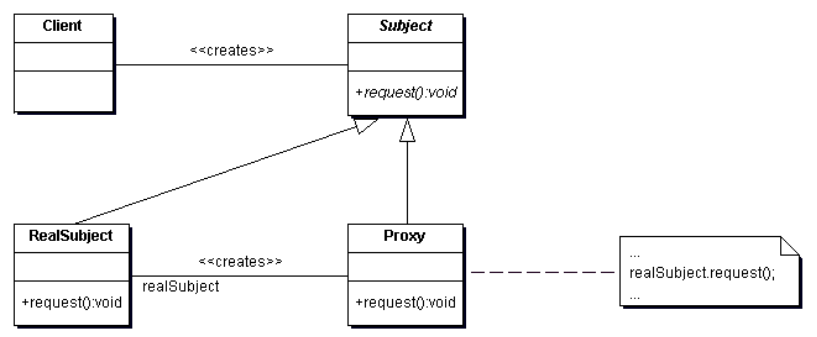 Client
Subject
<<creates>>
+request():void
RealSubject
Proxy
<<creates>>
realSubject
+request():void
+request():void
...
realSubject.request();
...